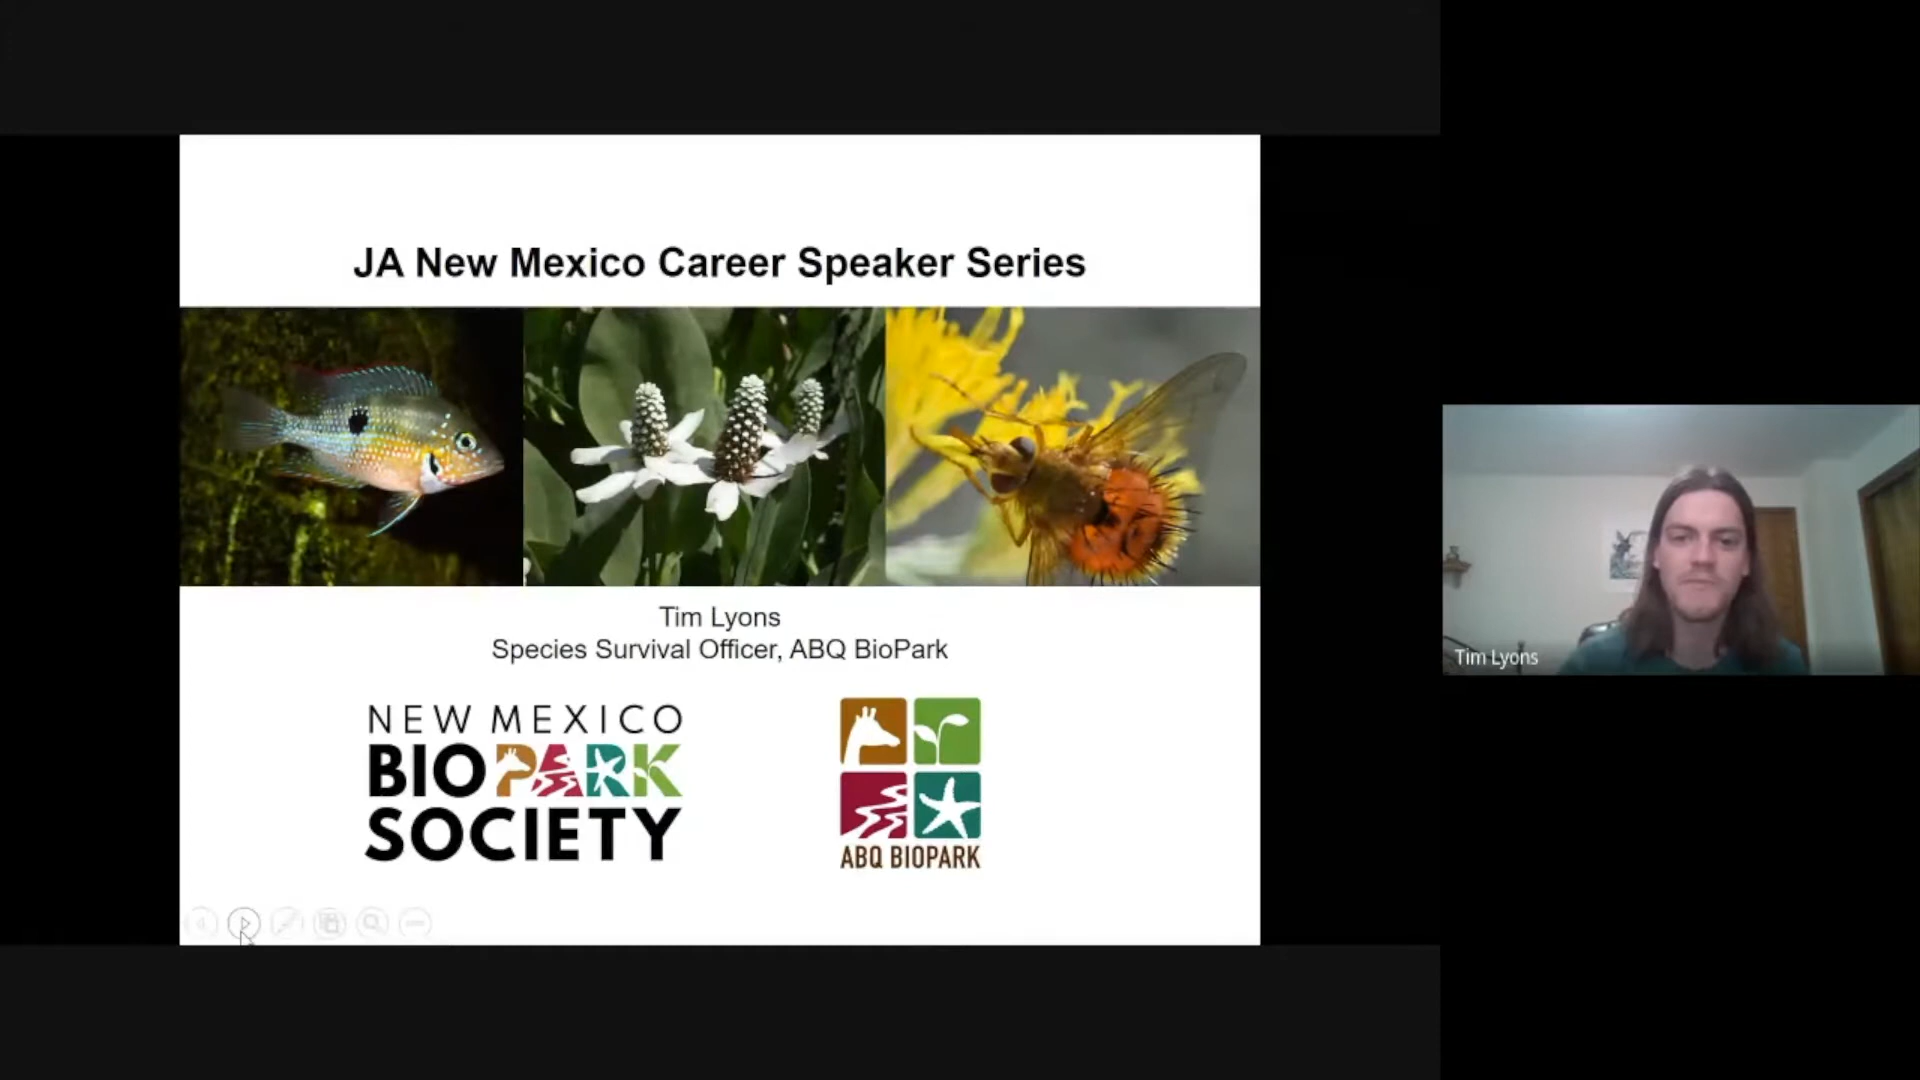 JA New Mexico Career Speaker Series
Tim Lyons
Species Survival Officer, ABQ BioPark
NEW MEXICO
BIOPARK
SOCIETY
ABQ BIOPARK
Tim Lyons